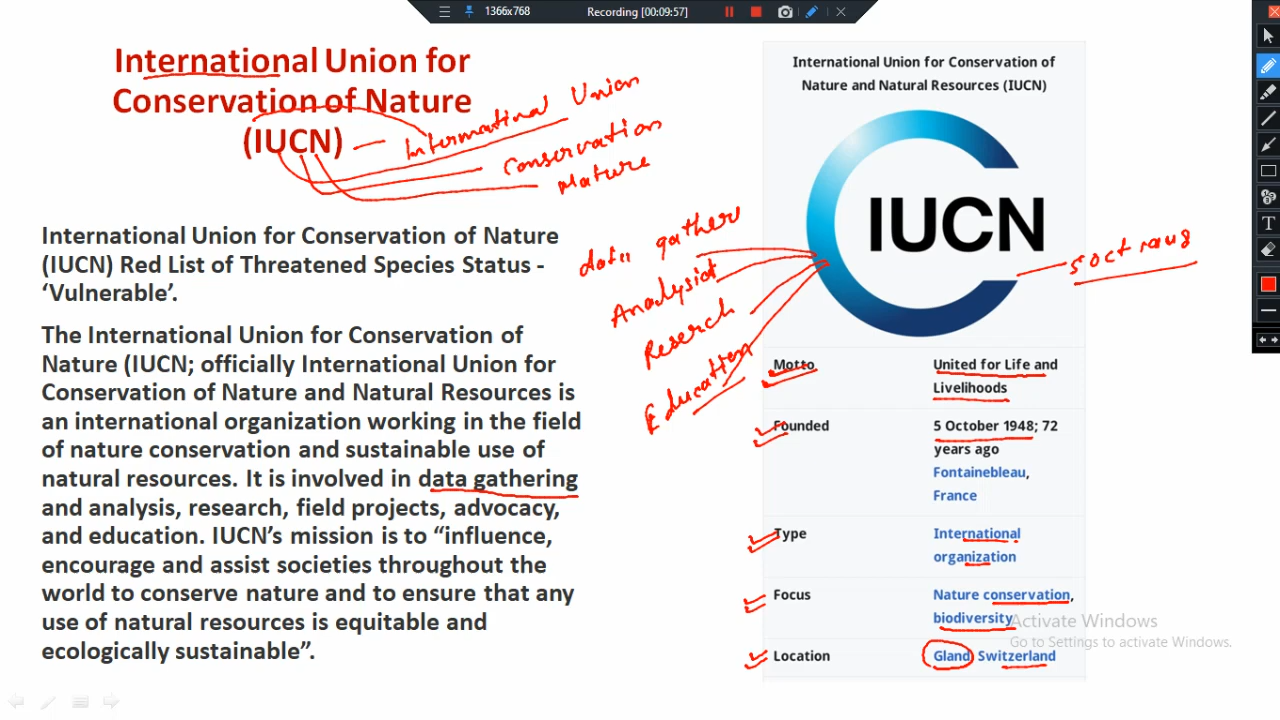 1366x768
Recording [00:09:57]
International Union for
Conservation of Nature
(IUCN)
International Union
Conservation
Nature
International Union for Conservation of Nature
(IUCN) Red List of Threatened Species Status -
‘Vulnerable’.
The International Union for Conservation of
Nature (IUCN; officially International Union for
Conservation of Nature and Natural Resources is
an international organization working in the field
of nature conservation and sustainable use of
natural resources. It is involved in data gathering
and analysis, research, field projects, advocacy,
and education. IUCN’s mission is to “influence,
encourage and assist societies throughout the
world to conserve nature and to ensure that any
use of natural resources is equitable and
ecologically sustainable”.
data gather
Analysist
Reserch
Education
International Union for Conservation of
Nature and Natural Resources (IUCN)
IUCN
5 oct
Motto United for Life and
Livelihoods
Founded 5 October 1948; 72
years ago
Fontainebleau,
France
Type International
organization
Focus Nature conservation,
biodiversity
Location Gland Switzerland
Activate Windows
Go to Settings to activate Windows.